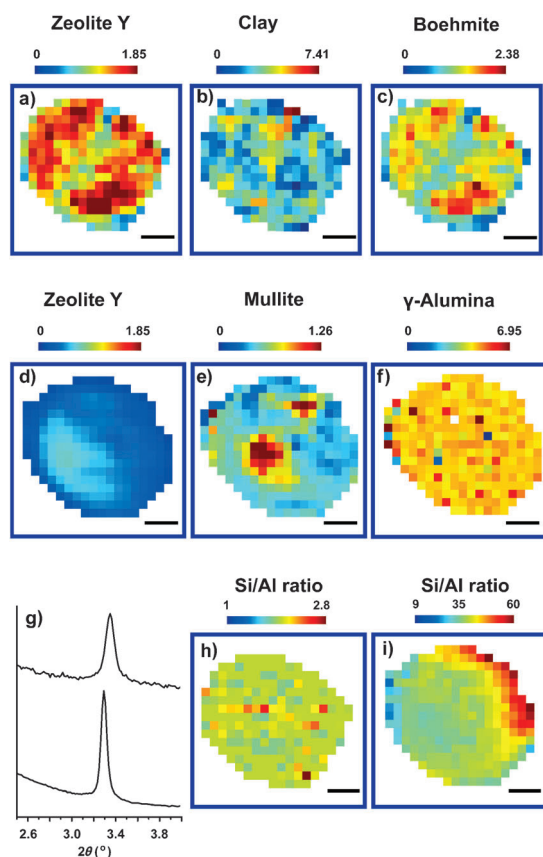 Zeolite Y Clay Boehmite
0 1.85 0 7.41 0 2.38
a) b) c)
Zeolite Y Mullite γ-Alumina
0 1.85 0 1.26 0 6.95
d) e) f)
Si/Al ratio Si/Al ratio
1 2.8 9 35 60
g) h) i)
2.6 3.0 3.4 3.8
2θ (°)